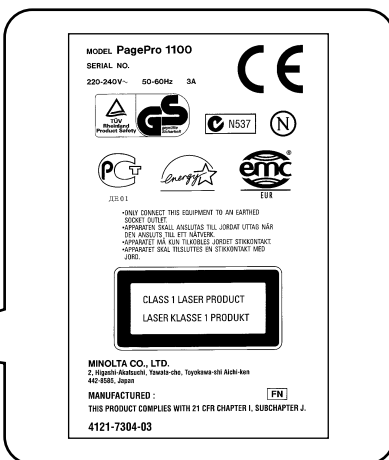 MODEL PagePro 1100
SERIAL NO.
220-240V~ 50-60Hz 3A
CE
TÜV
Rheinland
Product Safety
GS
geprüfte
Sicherheit
N537
N
РСТ
ДН.01
energy
emc
EUR
•ONLY CONNECT THIS EQUIPMENT TO AN EARTHED
SOCKET OUTLET.
•APPARATEN SKALL ANSLUTAS TILL JORDAT UTTAG NÄR
DEN ANSLUTS TILL ETT NÄTVERK.
•APPARATET MÅ KUN TILKOBLES JORDET STIKKONTAKT.
•APPARATET SKAL TILSLUTTES EN STIKKONTAKT MED
JORD.
CLASS 1 LASER PRODUCT
LASER KLASSE 1 PRODUKT
MINOLTA CO., LTD.
2, Higashi-Akatsuchi, Yawata-cho, Toyokawa-shi Aichi-ken
442-8585, Japan
MANUFACTURED : FN
THIS PRODUCT COMPLIES WITH 21 CFR CHAPTER I, SUBCHAPTER J.
4121-7304-03